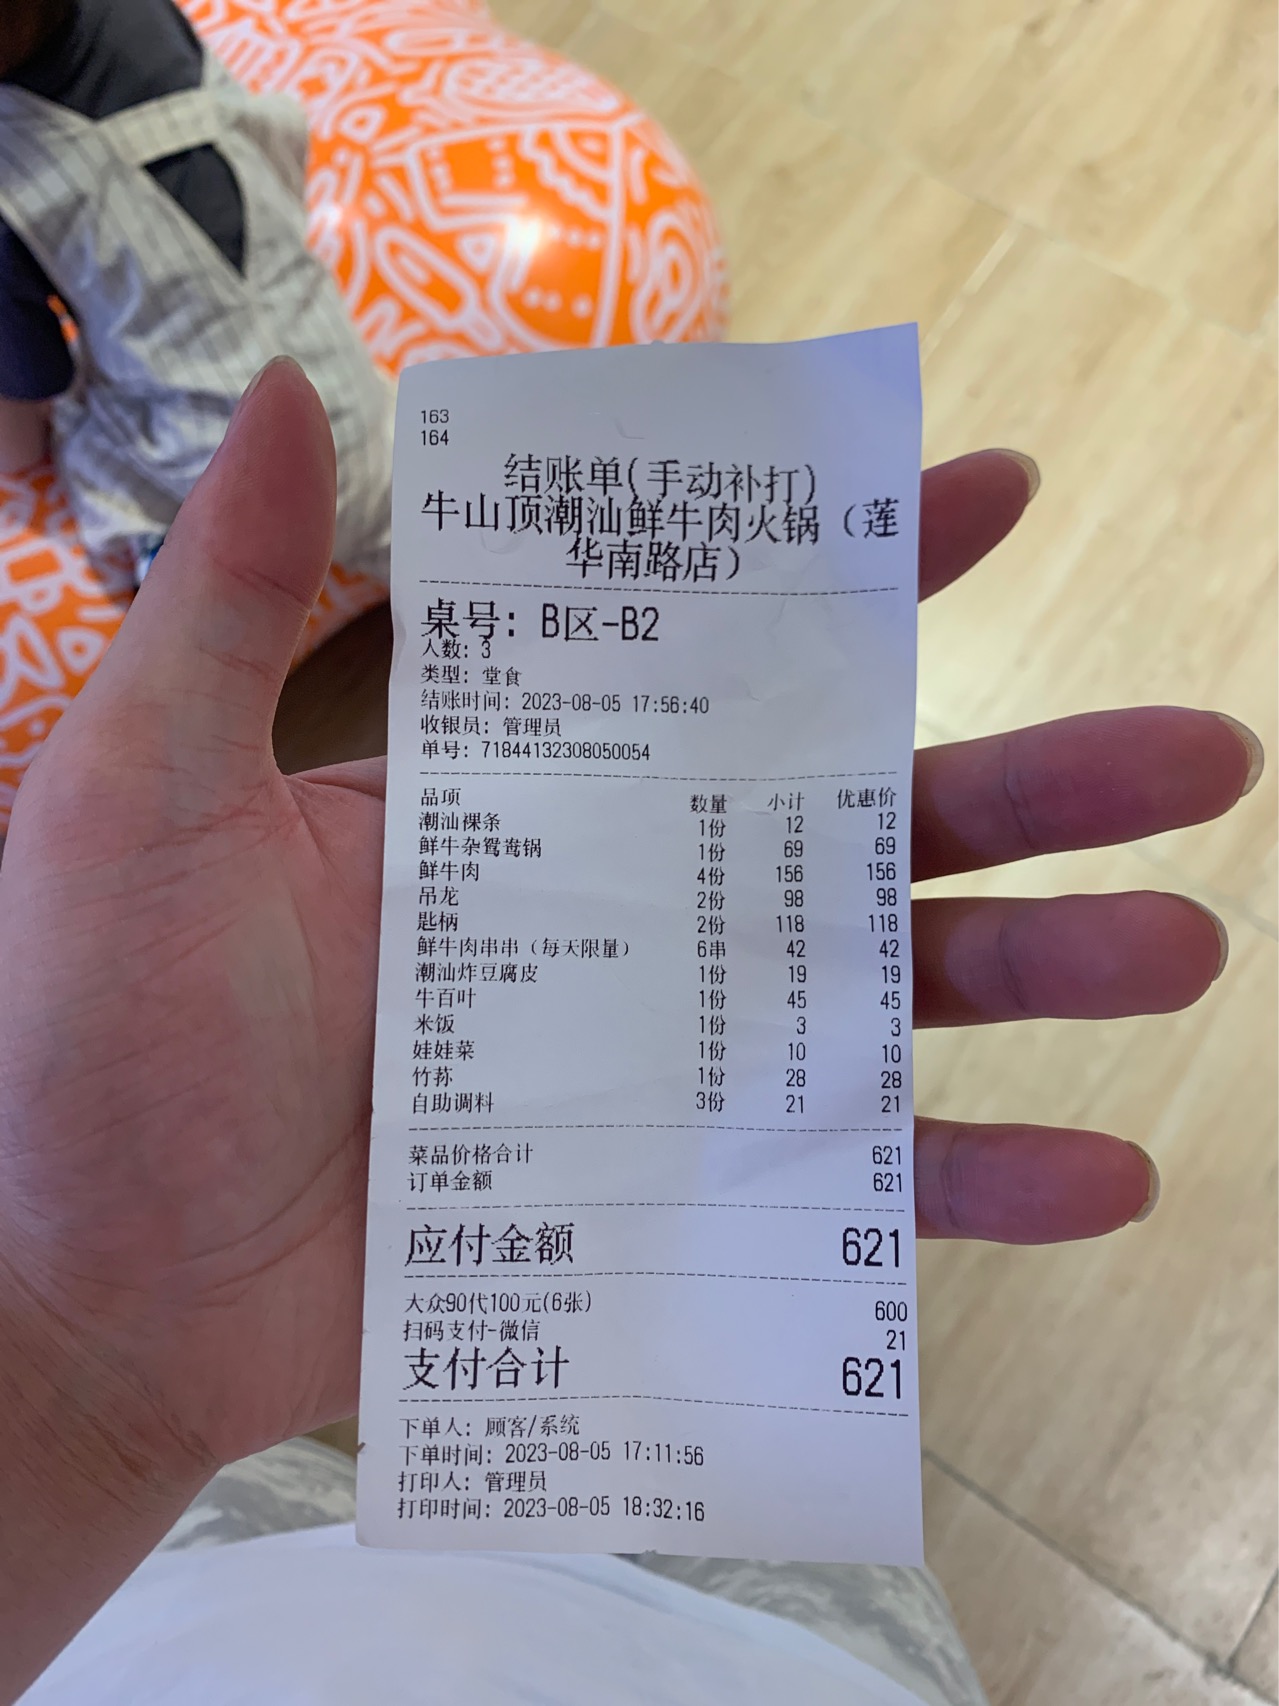 163
164
结账单(手动补打)
牛山顶潮汕鲜牛肉火锅（莲
华南路店）
桌号: B区-B2
人数: 3
类型: 堂食
结账时间: 2023-08-05 17:56:40
收银员: 管理员
单号: 71844132308050054
品项 数量 小计 优惠价
潮汕粿条 1份 12 12
鲜牛杂鸳鸯锅 1份 69 69
鲜牛肉 4份 156 156
吊龙 2份 98 98
匙柄 2份 118 118
鲜牛肉串串（每天限量） 6串 42 42
潮汕炸豆腐皮 1份 19 19
牛百叶 1份 45 45
米饭 1份 3 3
娃娃菜 1份 10 10
竹荪 1份 28 28
自助调料 3份 21 21
菜品价格合计 621
订单金额 621
应付金额 621
大众90代100元(6张) 600
扫码支付-微信 21
支付合计 621
下单人: 顾客/系统
下单时间: 2023-08-05 17:11:56
打印人: 管理员
打印时间: 2023-08-05 18:32:16